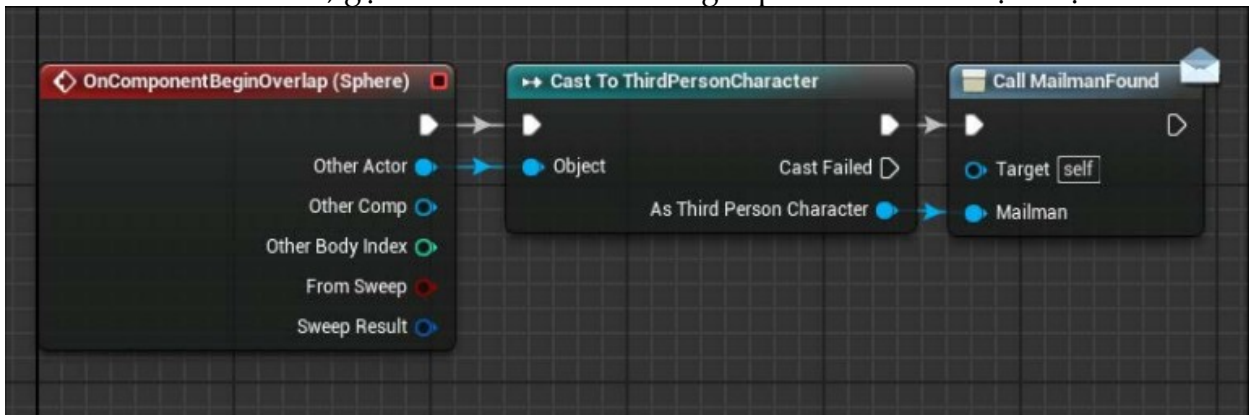 OnComponentBeginOverlap (Sphere)
Other Actor
Other Comp
Other Body Index
From Sweep
Sweep Result
Cast To ThirdPersonCharacter
Object
Cast Failed
As Third Person Character
Call MailmanFound
Target self
Mailman